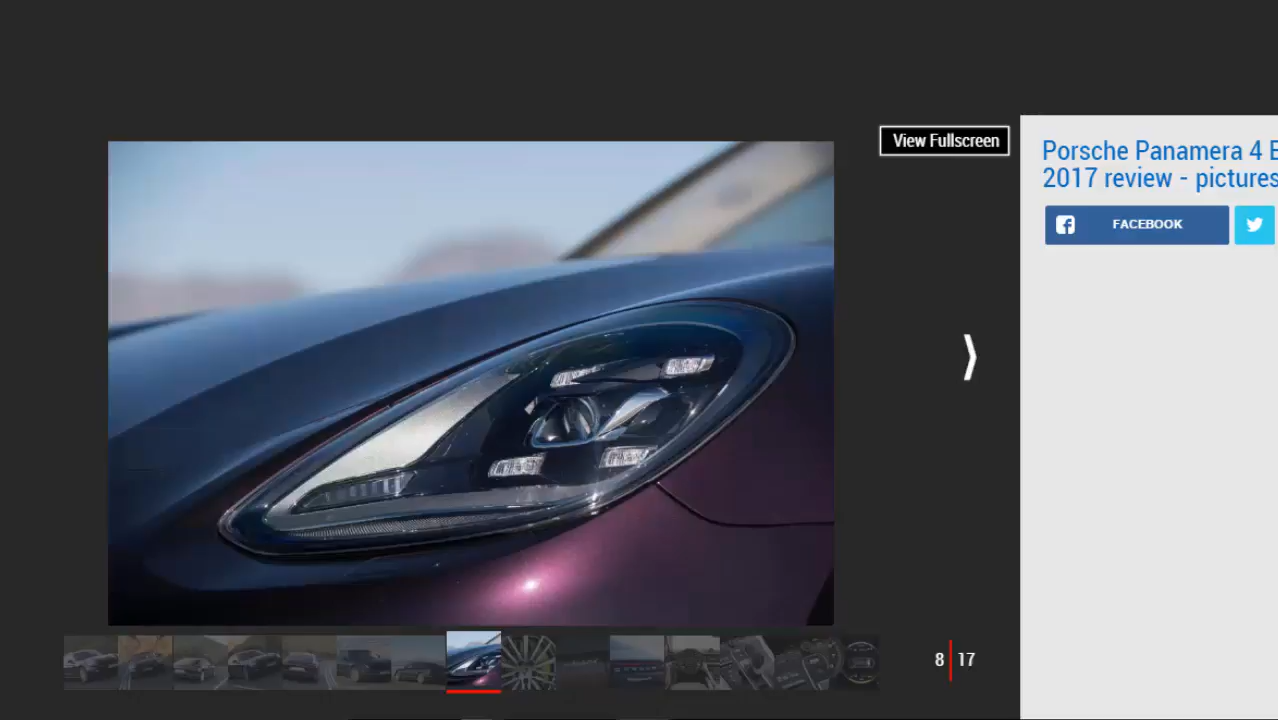 View Fullscreen
Porsche Panamera 4 E
2017 review - pictures
FACEBOOK
8 17